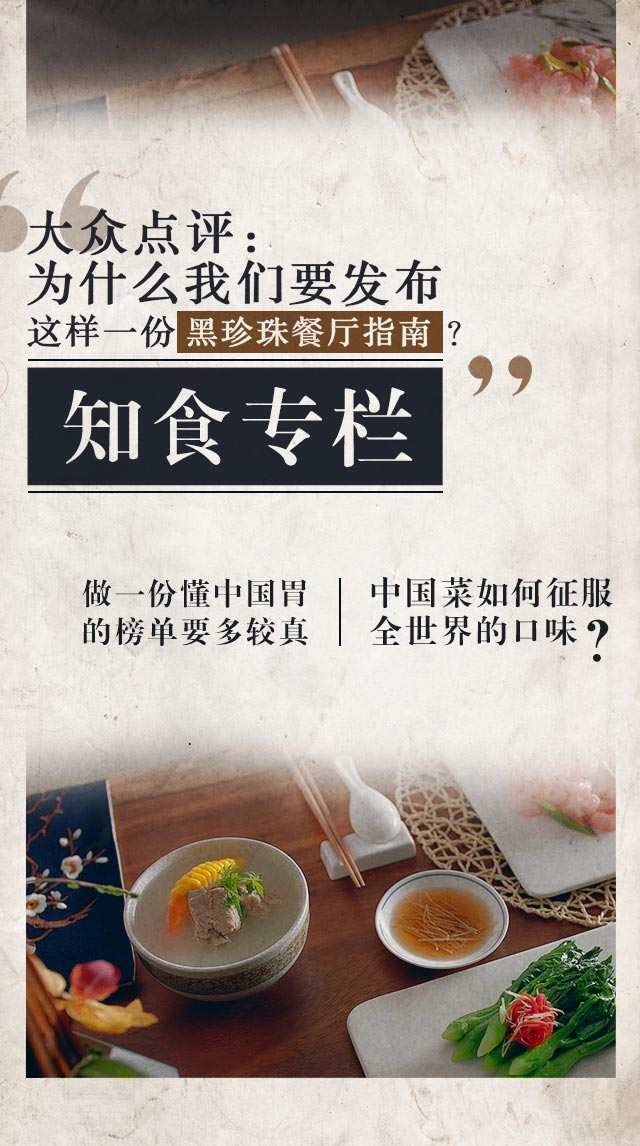 大众点评：
为什么我们要发布
这样一份黑珍珠餐厅指南？
知食专栏
做一份懂中国胃
的榜单要多较真
中国菜如何征服
全世界的口味？